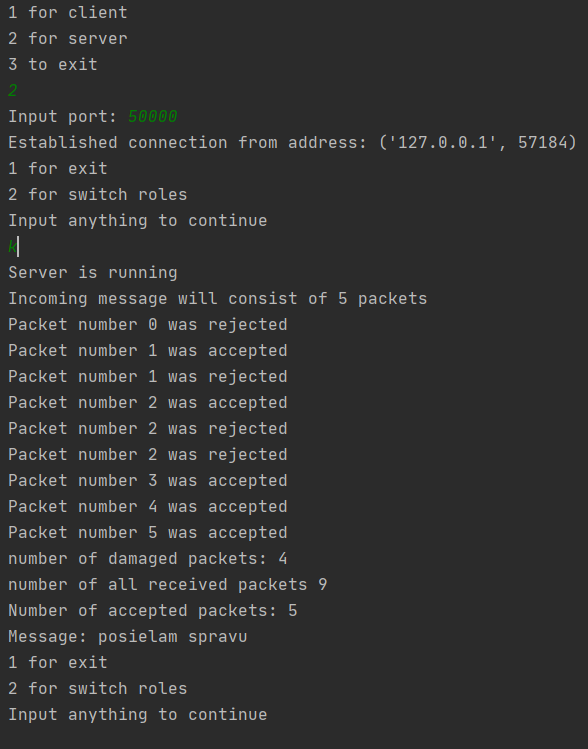 1 for client
2 for server
3 to exit
2
Input port: 50000
Established connection from address: ('127.0.0.1', 57184)
1 for exit
2 for switch roles
Input anything to continue
k
Server is running
Incoming message will consist of 5 packets
Packet number 0 was rejected
Packet number 1 was accepted
Packet number 1 was rejected
Packet number 2 was accepted
Packet number 2 was rejected
Packet number 2 was rejected
Packet number 3 was accepted
Packet number 4 was accepted
Packet number 5 was accepted
number of damaged packets: 4
number of all received packets 9
Number of accepted packets: 5
Message: posielam spravu
1 for exit
2 for switch roles
Input anything to continue